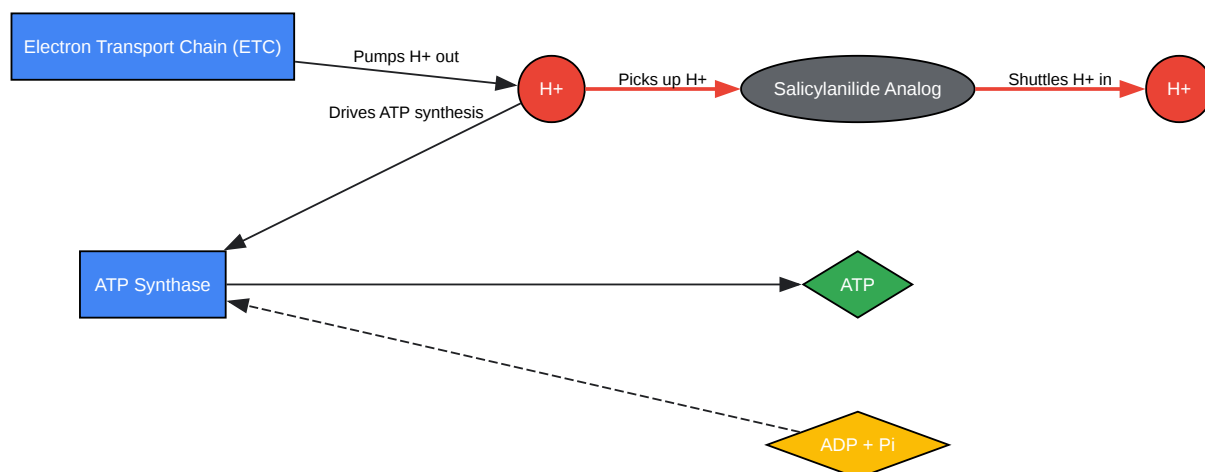 Electron Transport Chain (ETC)
Pumps H+ out
H+
Picks up H+
Salicylanilide Analog
Shuttles H+ in
H+
Drives ATP synthesis
ATP Synthase
ATP
ADP + Pi